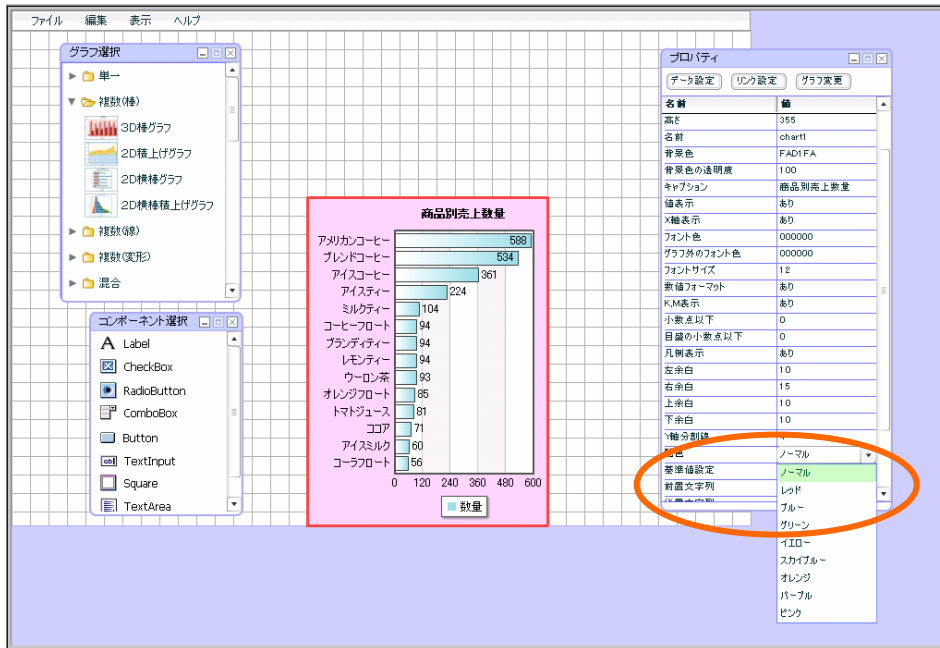 ファイル 編集 表示 ヘルプ
グラフ選択
単一
複数(棒)
3D棒グラフ
2D積上げグラフ
2D横棒グラフ
2D横棒積上げグラフ
複数(線)
複数(変形)
混合
コンポーネント選択
A Label
CheckBox
RadioButton
ComboBox
Button
TextInput
Square
TextArea
商品別売上数量
アメリカンコーヒー 588
ブレンドコーヒー 534
アイスコーヒー 361
アイスティー 224
ミルクティー 104
コーヒーフロート 94
ブランディティー 94
レモンティー 94
ウーロン茶 93
オレンジフロート 85
トマトジュース 81
ココア 71
アイスミルク 60
コーラフロート 56
0 120 240 360 480 600
数量
プロパティ
データ設定 リンク設定 グラフ変更
名前 値
高さ 355
名前 chart1
背景色 FAD1FA
背景色の透明度 100
キャプション 商品別売上数量
値表示 あり
X軸表示 あり
フォント色 000000
グラフ外のフォント色 000000
フォントサイズ 12
数値フォーマット あり
K,M表示 あり
小数点以下 0
目盛の小数点以下 0
凡例表示 あり
左余白 10
右余白 15
上余白 10
下余白 10
Y軸分割線
配色 ノーマル
基準値設定 ノーマル
前置文字列 レッド
ブルー
グリーン
イエロー
スカイブルー
オレンジ
パープル
ピンク